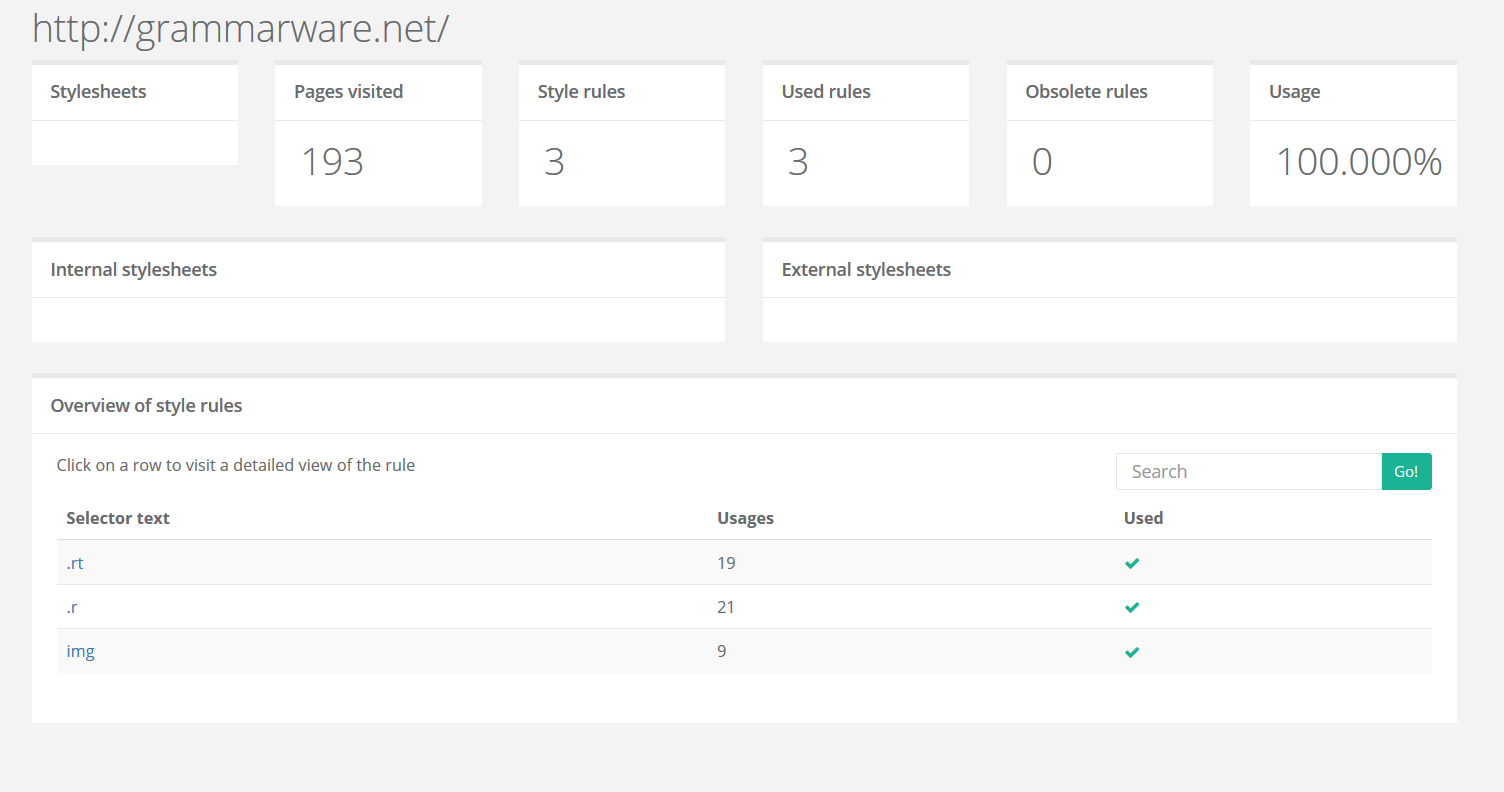 http://grammarware.net/
Stylesheets Pages visited Style rules Used rules Obsolete rules Usage
193 3 3 0 100.000%
Internal stylesheets External stylesheets
Overview of style rules
Click on a row to visit a detailed view of the rule Search Go!
Selector text Usages Used
.rt 19
.r 21
img 9